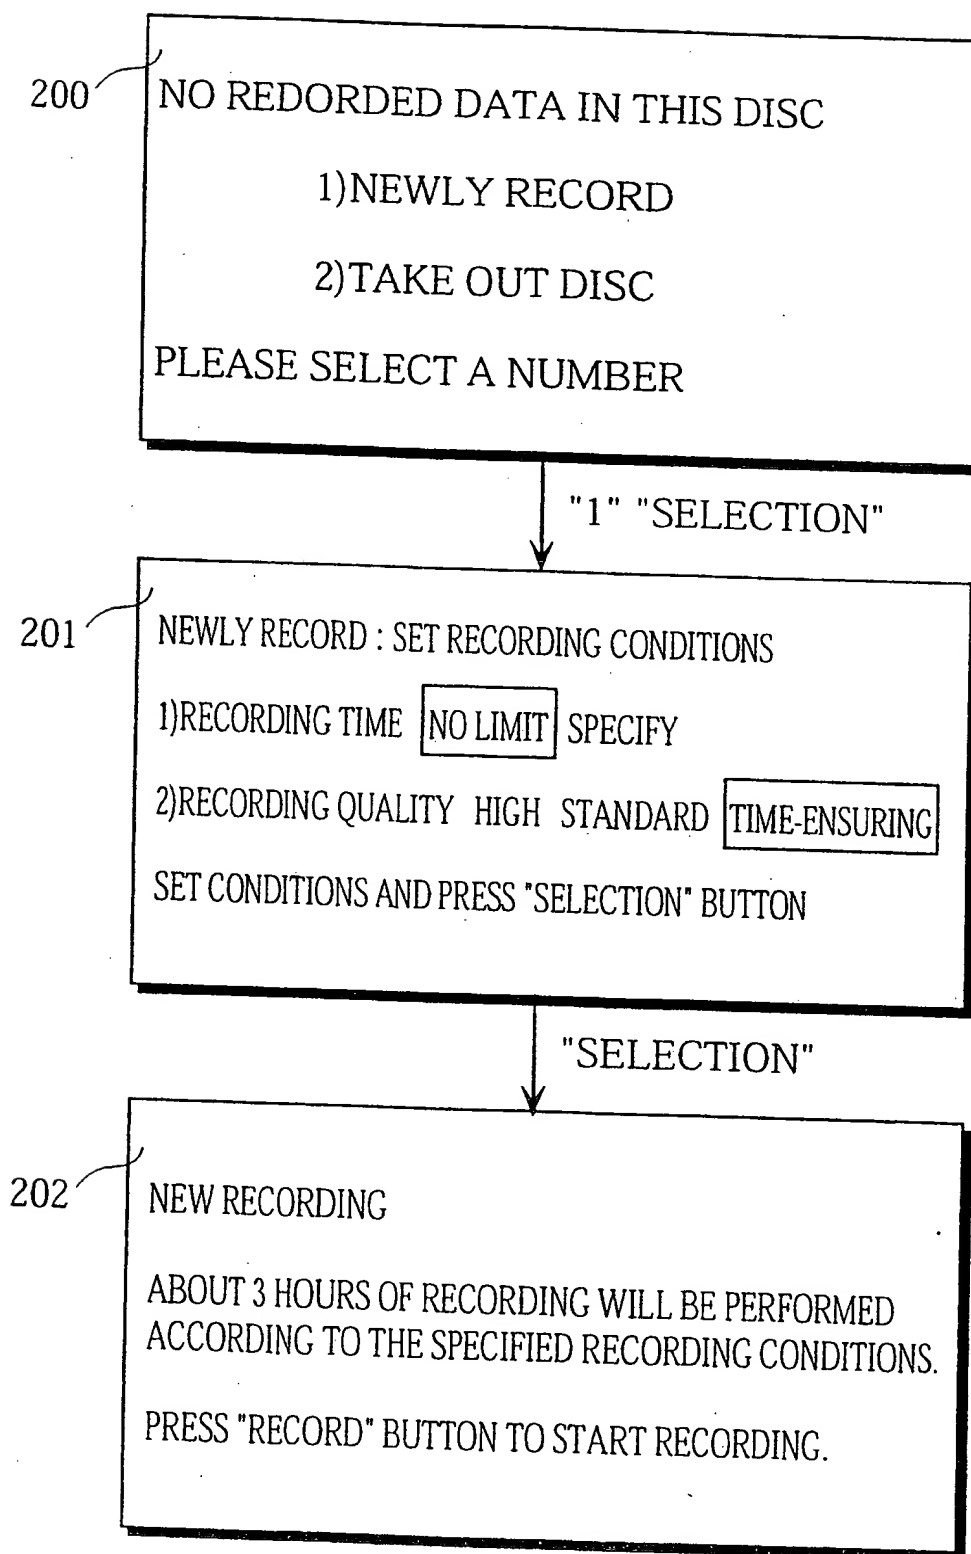 200
NO REDORDED DATA IN THIS DISC
1)NEWLY RECORD
2)TAKE OUT DISC
PLEASE SELECT A NUMBER
"1" "SELECTION"
201
NEWLY RECORD : SET RECORDING CONDITIONS
1)RECORDING TIME NO LIMIT SPECIFY
2)RECORDING QUALITY HIGH STANDARD TIME-ENSURING
SET CONDITIONS AND PRESS "SELECTION" BUTTON
"SELECTION"
202
NEW RECORDING
ABOUT 3 HOURS OF RECORDING WILL BE PERFORMED
ACCORDING TO THE SPECIFIED RECORDING CONDITIONS.
PRESS "RECORD" BUTTON TO START RECORDING.